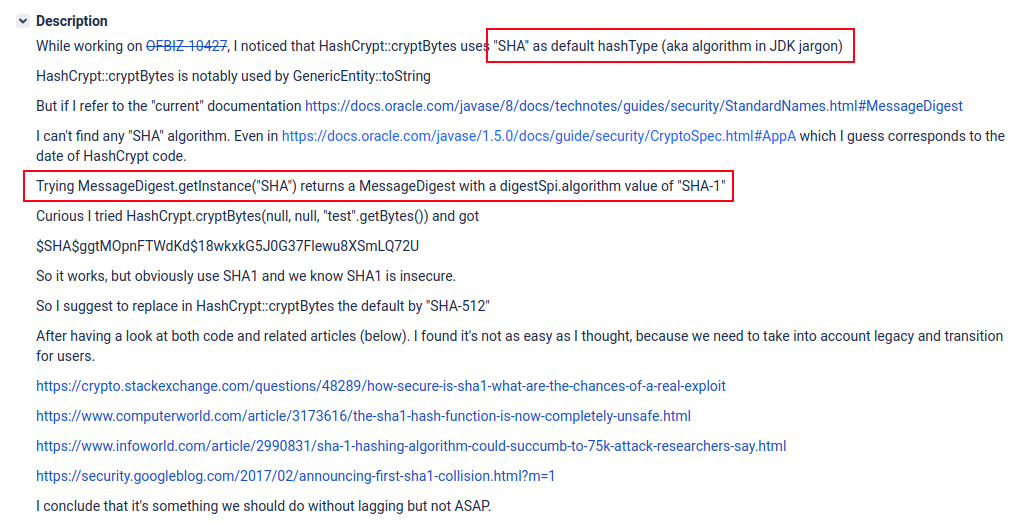 Description
While working on OFBIZ-10427, I noticed that HashCrypt::cryptBytes uses "SHA" as default hashType (aka algorithm in JDK jargon)
HashCrypt::cryptBytes is notably used by GenericEntity::toString
But if I refer to the "current" documentation https://docs.oracle.com/javase/8/docs/technotes/guides/security/StandardNames.html#MessageDigest
I can't find any "SHA" algorithm. Even in https://docs.oracle.com/javase/1.5.0/docs/guide/security/CryptoSpec.html#AppA which I guess corresponds to the
date of HashCrypt code.
Trying MessageDigest.getInstance("SHA") returns a MessageDigest with a digestSpi.algorithm value of "SHA-1"
Curious I tried HashCrypt.cryptBytes(null, null, "test".getBytes()) and got
$SHA$ggtMOpnFTWdKd$18wkxkG5J0G37Flewu8XSmLQ72U
So it works, but obviously use SHA1 and we know SHA1 is insecure.
So I suggest to replace in HashCrypt::cryptBytes the default by "SHA-512"
After having a look at both code and related articles (below). I found it's not as easy as I thought, because we need to take into account legacy and transition
for users.
https://crypto.stackexchange.com/questions/48289/how-secure-is-sha1-what-are-the-chances-of-a-real-exploit
https://www.computerworld.com/article/3173616/the-sha1-hash-function-is-now-completely-unsafe.html
https://www.infoworld.com/article/2990831/sha-1-hashing-algorithm-could-succumb-to-75k-attack-researchers-say.html
https://security.googleblog.com/2017/02/announcing-first-sha1-collision.html?m=1
I conclude that it's something we should do without lagging but not ASAP.